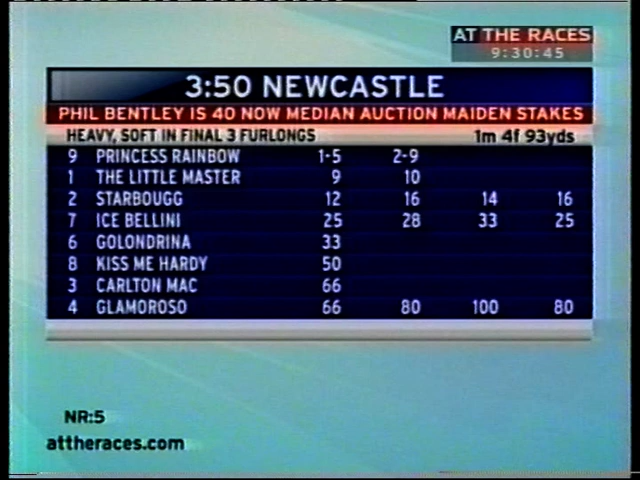 AT THE RACES
9:30:45
3:50 NEWCASTLE
PHIL BENTLEY IS 40 NOW MEDIAN AUCTION MAIDEN STAKES
HEAVY, SOFT IN FINAL 3 FURLONGS 1m 4f 93yds
9 PRINCESS RAINBOW 1-5 2-9
1 THE LITTLE MASTER 9 10
2 STARBOUGG 12 16 14 16
7 ICE BELLINI 25 28 33 25
6 GOLONDRINA 33
8 KISS ME HARDY 50
3 CARLTON MAC 66
4 GLAMOROSO 66 80 100 80
NR:5
attheraces.com